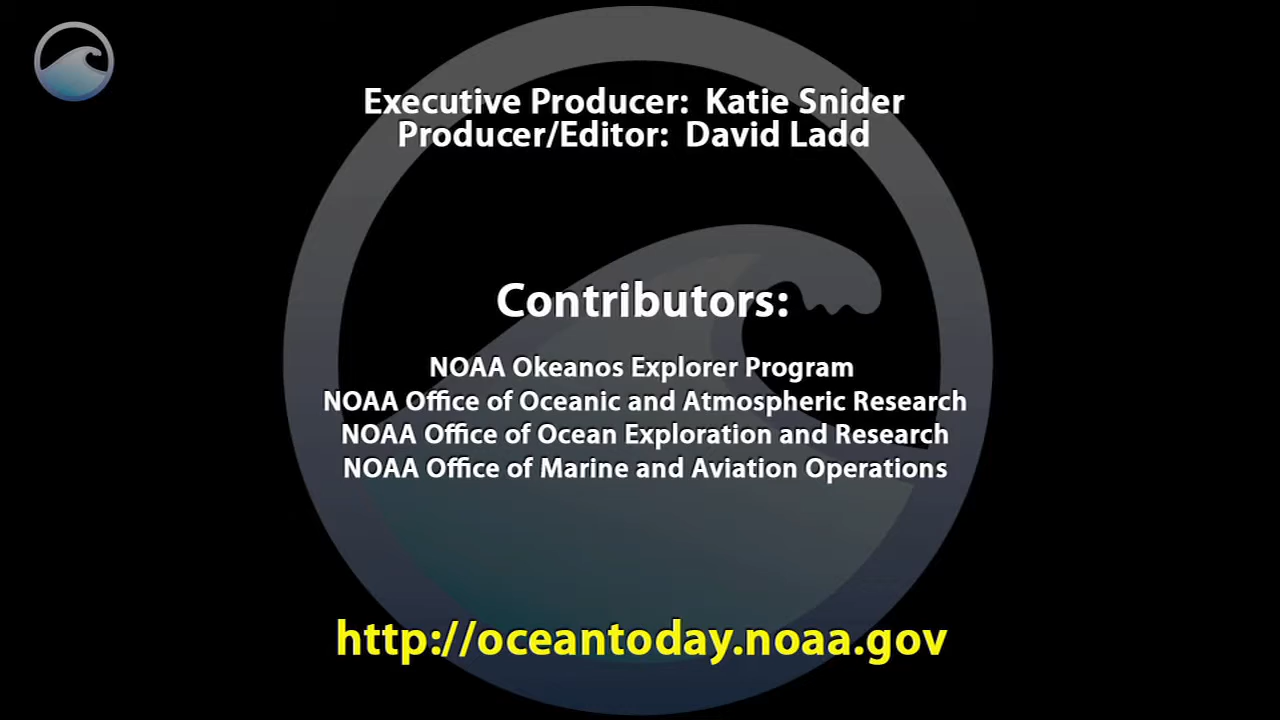 Executive Producer: Katie Snider
Producer/Editor: David Ladd
Contributors:
NOAA Okeanos Explorer Program
NOAA Office of Oceanic and Atmospheric Research
NOAA Office of Ocean Exploration and Research
NOAA Office of Marine and Aviation Operations
http://oceantoday.noaa.gov